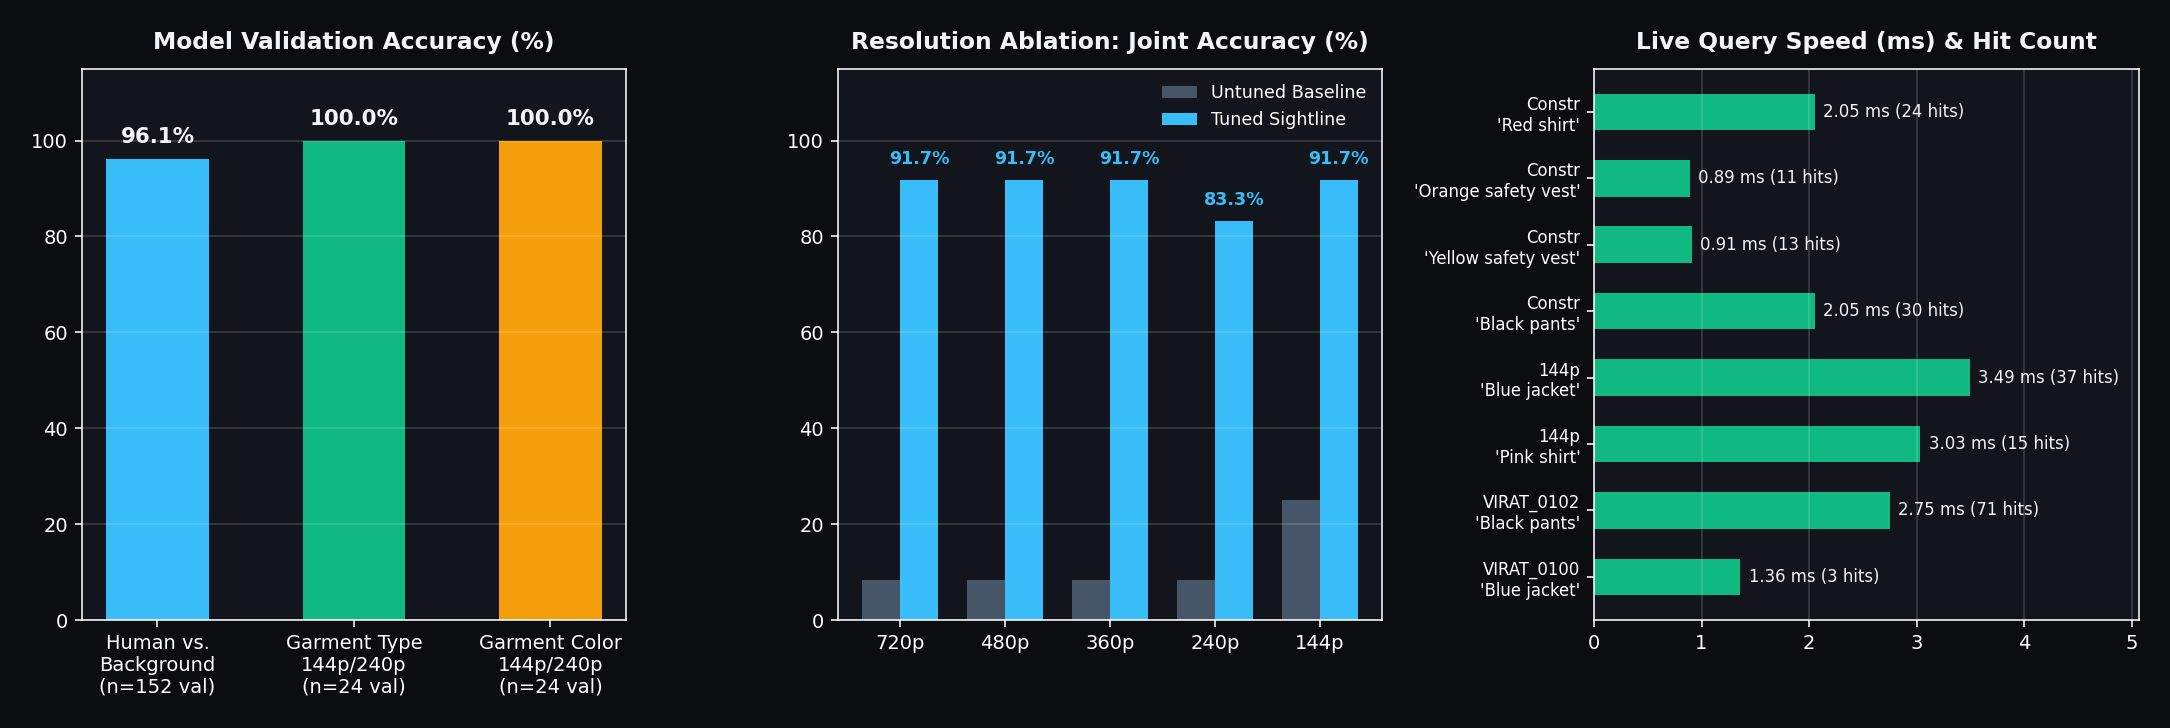 Model Validation Accuracy (%)
96.1%
100.0%
100.0%
100
80
60
40
20
0
Human vs.
Background
(n=152 val)
Garment Type
144p/240p
(n=24 val)
Garment Color
144p/240p
(n=24 val)
Resolution Ablation: Joint Accuracy (%)
Untuned Baseline
Tuned Sightline
91.7%
91.7%
91.7%
83.3%
91.7%
100
80
60
40
20
0
720p
480p
360p
240p
144p
Live Query Speed (ms) & Hit Count
Constr
'Red shirt'
2.05 ms (24 hits)
Constr
'Orange safety vest'
0.89 ms (11 hits)
Constr
'Yellow safety vest'
0.91 ms (13 hits)
Constr
'Black pants'
2.05 ms (30 hits)
144p
'Blue jacket'
3.49 ms (37 hits)
144p
'Pink shirt'
3.03 ms (15 hits)
VIRAT_0102
'Black pants'
2.75 ms (71 hits)
VIRAT_0100
'Blue jacket'
1.36 ms (3 hits)
0
1
2
3
4
5